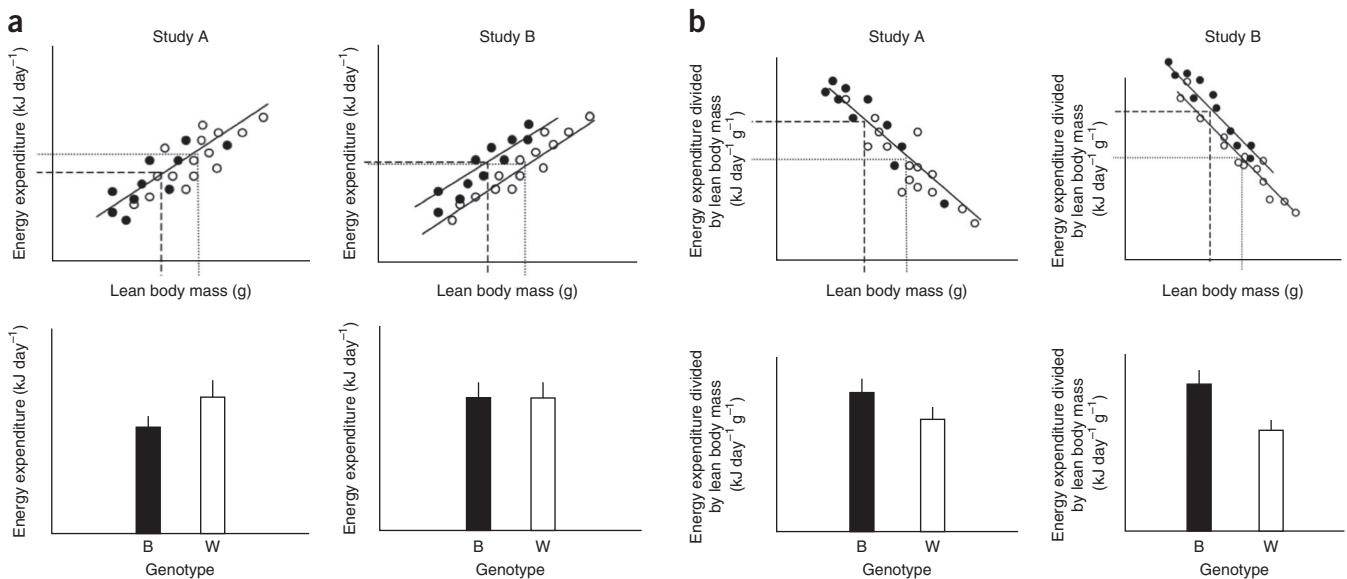 a
Study A
Energy expenditure (kJ day⁻¹)
Lean body mass (g)
Study B
Energy expenditure (kJ day⁻¹)
Lean body mass (g)
Energy expenditure (kJ day⁻¹)
B W
Genotype
Energy expenditure (kJ day⁻¹)
B W
Genotype
b
Study A
Energy expenditure divided
by lean body mass
(kJ day⁻¹ g⁻¹)
Lean body mass (g)
Study B
Energy expenditure divided
by lean body mass
(kJ day⁻¹ g⁻¹)
Lean body mass (g)
Energy expenditure divided
by lean body mass
(kJ day⁻¹ g⁻¹)
B W
Genotype
Energy expenditure divided
by lean body mass
(kJ day⁻¹ g⁻¹)
B W
Genotype